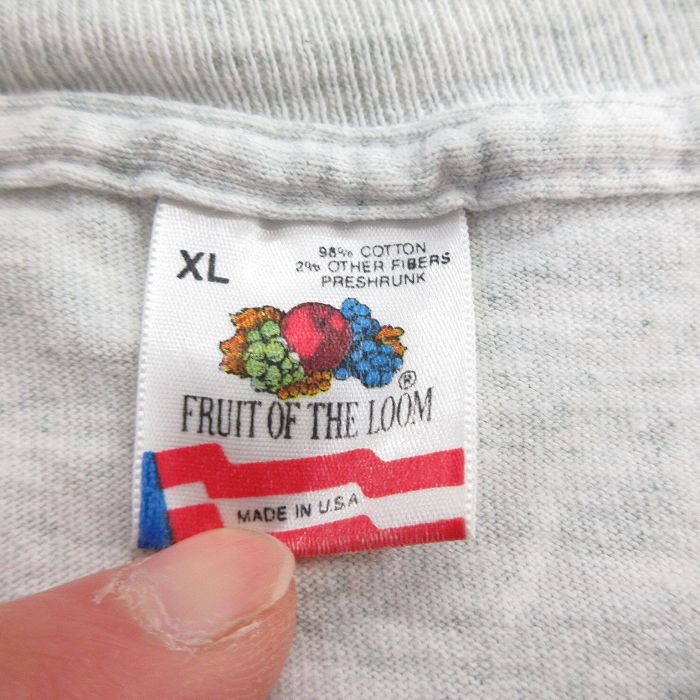 XL
98% COTTON
2% OTHER FIBERS
PRESHRUNK
®
FRUIT OF THE LOOM
MADE IN U.S.A